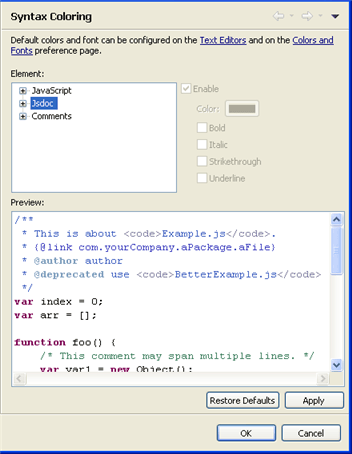 Syntax Coloring
Default colors and font can be configured on the Text Editors and on the Colors and
Fonts preference page.
Element:
JavaScript
Jsdoc
Comments
Enable
Color:
Bold
Italic
Strikethrough
Underline
Preview:
/**
* This is about <code>Example.js</code>.
* {@link com.yourCompany.aPackage.aFile}
* @author author
* @deprecated use <code>BetterExample.js</code>
*/
var index = 0;
var arr = [];
function foo() {
/* This comment may span multiple lines. */
var var1 = new Object();
Restore Defaults
Apply
OK
Cancel